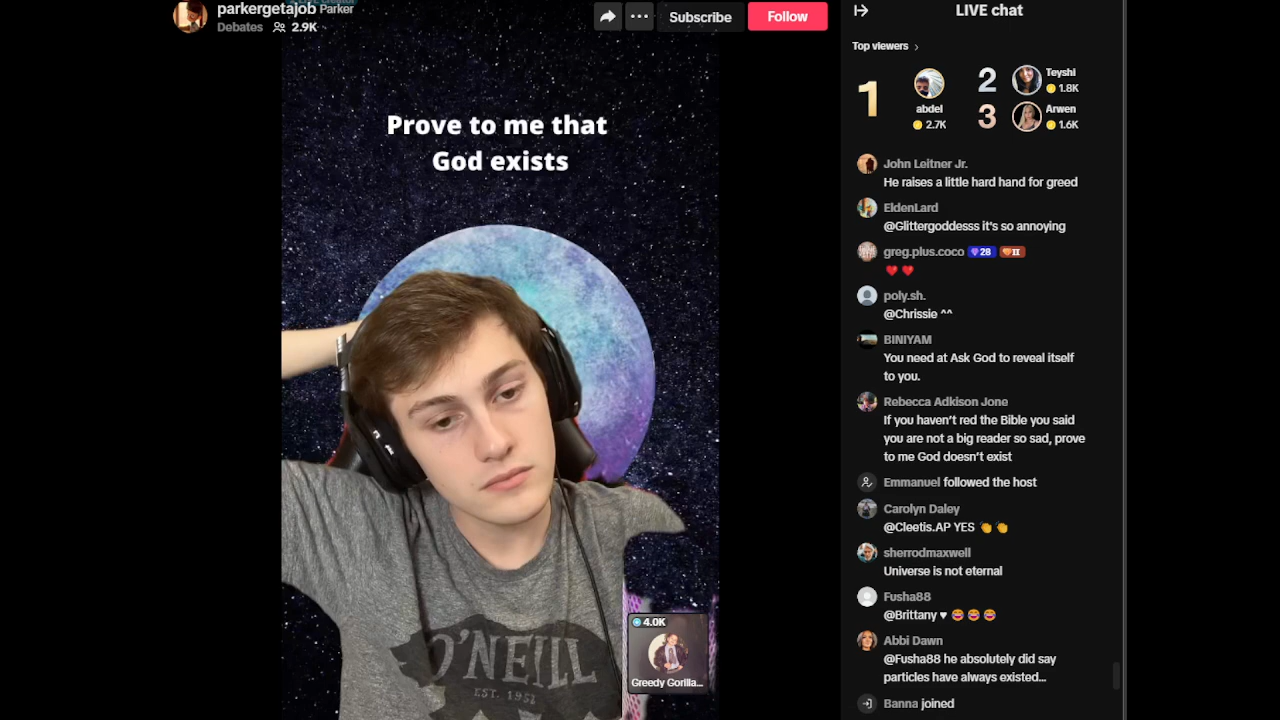 parkergetajob Parker
Debates 2.9K
Subscribe
Follow
Prove to me that
God exists
O'NEILL
EST. 1952
4.0K
Greedy Gorilla...
LIVE chat
Top viewers
1
abdel
2.7K
2
Teyshi
1.8K
3
Arwen
1.6K
John Leitner Jr.
He raises a little hard hand for greed
EldenLard
@Glittergoddesss it's so annoying
greg.plus.coco 28 II
❤️ ❤️
poly.sh.
@Chrissie ^^
BINIYAM
You need at Ask God to reveal itself
to you.
Rebecca Adkison Jone
If you haven't red the Bible you said
you are not a big reader so sad, prove
to me God doesn't exist
Emmanuel followed the host
Carolyn Daley
@Cleetis.AP YES 👏 👏
sherrodmaxwell
Universe is not eternal
Fusha88
@Brittany ♥ 😂 😂 😂
Abbi Dawn
@Fusha88 he absolutely did say
particles have always existed...
Banna joined